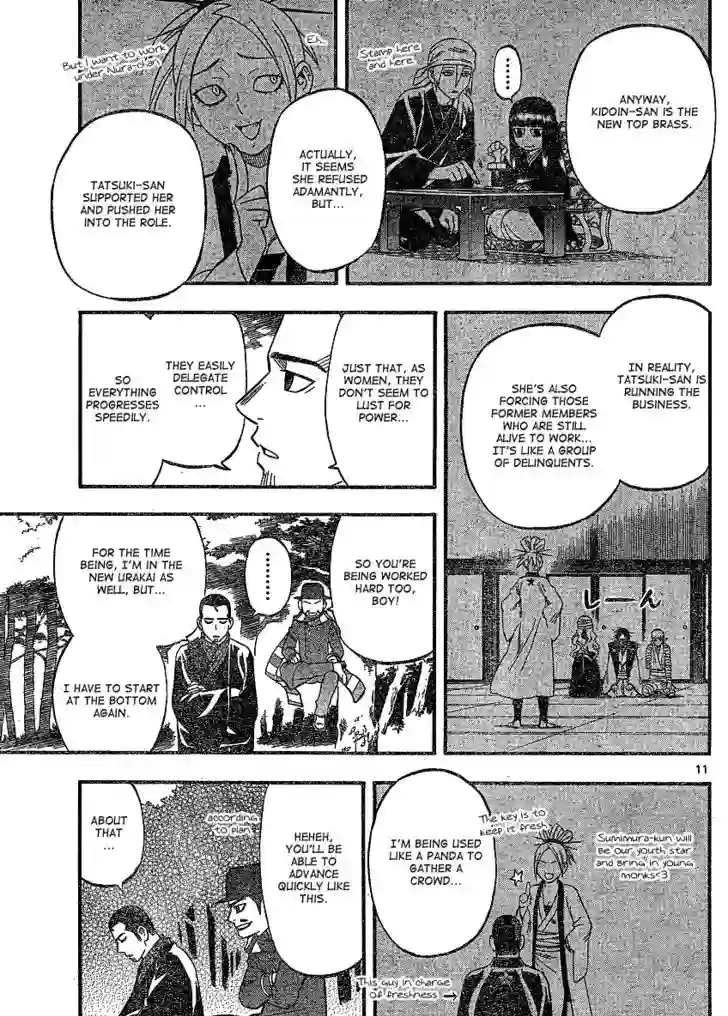 ANYWAY,
KIDOIN-SAN IS THE
NEW TOP BRASS.
Stamp here
and here
Eh..
But I want to work
under Nura-chan
ACTUALLY,
IT SEEMS
SHE REFUSED
ADAMANTLY,
BUT...
TATSUKI-SAN
SUPPORTED HER
AND PUSHED HER
INTO THE ROLE.
IN REALITY,
TATSUKI-SAN IS
RUNNING THE
BUSINESS.
SHE'S ALSO
FORCING THOSE
FORMER MEMBERS
WHO ARE STILL
ALIVE TO WORK...
IT'S LIKE A GROUP
OF DELINQUENTS.
しーん
JUST THAT, AS
WOMEN, THEY
DON'T SEEM TO
LUST FOR
POWER...
THEY EASILY
DELEGATE
CONTROL
...
SO
EVERYTHING
PROGRESSES
SPEEDILY.
SO YOU'RE
BEING WORKED
HARD TOO,
BOY!
FOR THE TIME
BEING, I'M IN THE
NEW URAKAI AS
WELL, BUT...
I HAVE TO START
AT THE BOTTOM
AGAIN.
11
Sumimura-kun will
be our youth star
and bring in young
monks<3
The key is to
keep it fresh
I'M BEING USED
LIKE A PANDA TO
GATHER A
CROWD...
This guy in charge
of freshness →
HEHEH,
YOU'LL BE
ABLE TO
ADVANCE
QUICKLY LIKE
THIS.
according
to plan
ABOUT
THAT
...